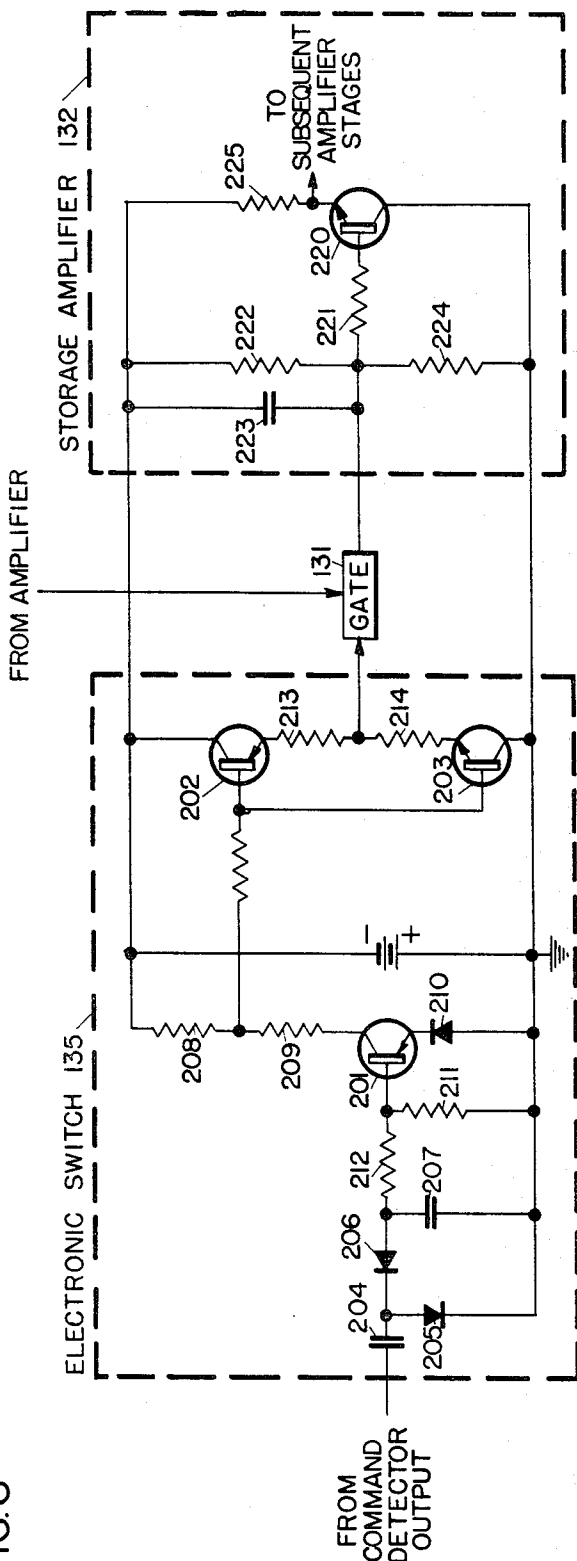 ELECTRONIC SWITCH 135
STORAGE AMPLIFIER 132
FROM AMPLIFIER
FROM
COMMAND
DETECTOR
OUTPUT
204
205
206
207
212
211
201
210
209
208
202
203
213
214
GATE
131
223
222
224
221
220
225
TO
SUBSEQUENT
AMPLIFIER
STAGES
-
+